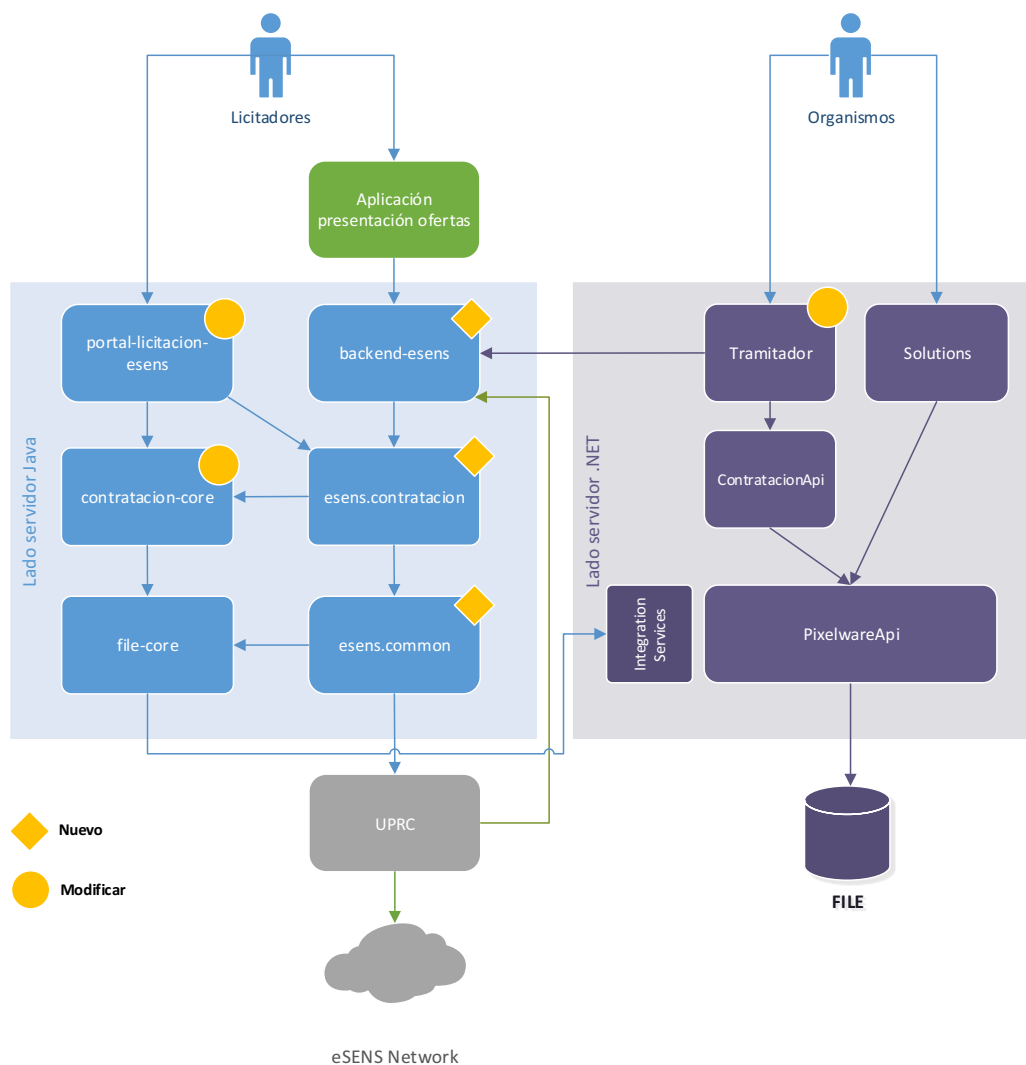 Licitadores
Organismos
Aplicación
presentación ofertas
Lado servidor Java
portal-licitacion-
esens
backend-esens
contratacion-core
esens.contratacion
file-core
esens.common
Lado servidor .NET
Tramitador
Solutions
ContratacionApi
Integration
Services
PixelwareApi
UPRC
FILE
Nuevo
Modificar
eSENS Network